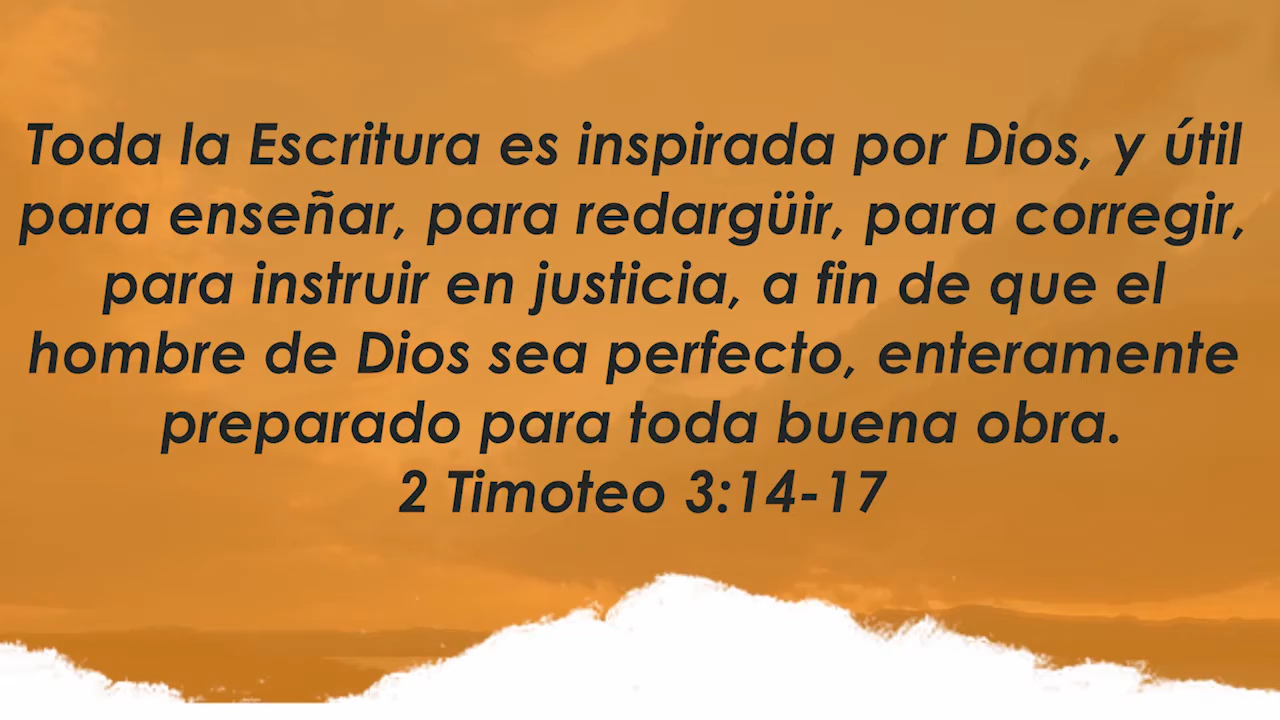 Toda la Escritura es inspirada por Dios, y útil
para enseñar, para redargüir, para corregir,
para instruir en justicia, a fin de que el
hombre de Dios sea perfecto, enteramente
preparado para toda buena obra.
2 Timoteo 3:14-17